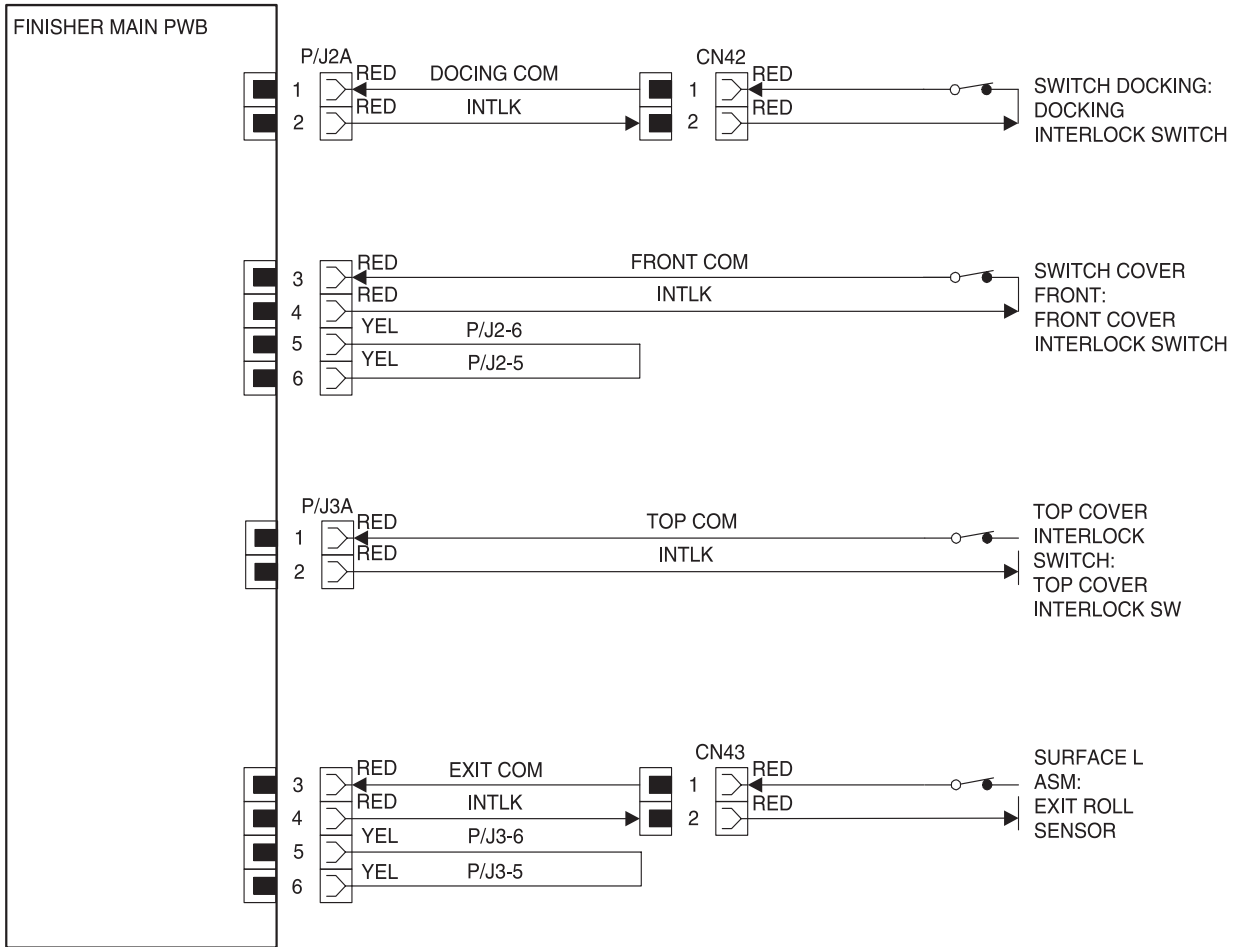 FINISHER MAIN PWB
P/J2A
CN42
1
RED
DOCING COM
1
RED
2
RED
INTLK
2
RED
SWITCH DOCKING:
DOCKING
INTERLOCK SWITCH
3
RED
FRONT COM
4
RED
INTLK
5
YEL
P/J2-6
6
YEL
P/J2-5
SWITCH COVER
FRONT:
FRONT COVER
INTERLOCK SWITCH
P/J3A
1
RED
TOP COM
2
RED
INTLK
TOP COVER
INTERLOCK
SWITCH:
TOP COVER
INTERLOCK SW
CN43
3
RED
EXIT COM
1
RED
4
RED
INTLK
2
RED
5
YEL
P/J3-6
6
YEL
P/J3-5
SURFACE L
ASM:
EXIT ROLL
SENSOR